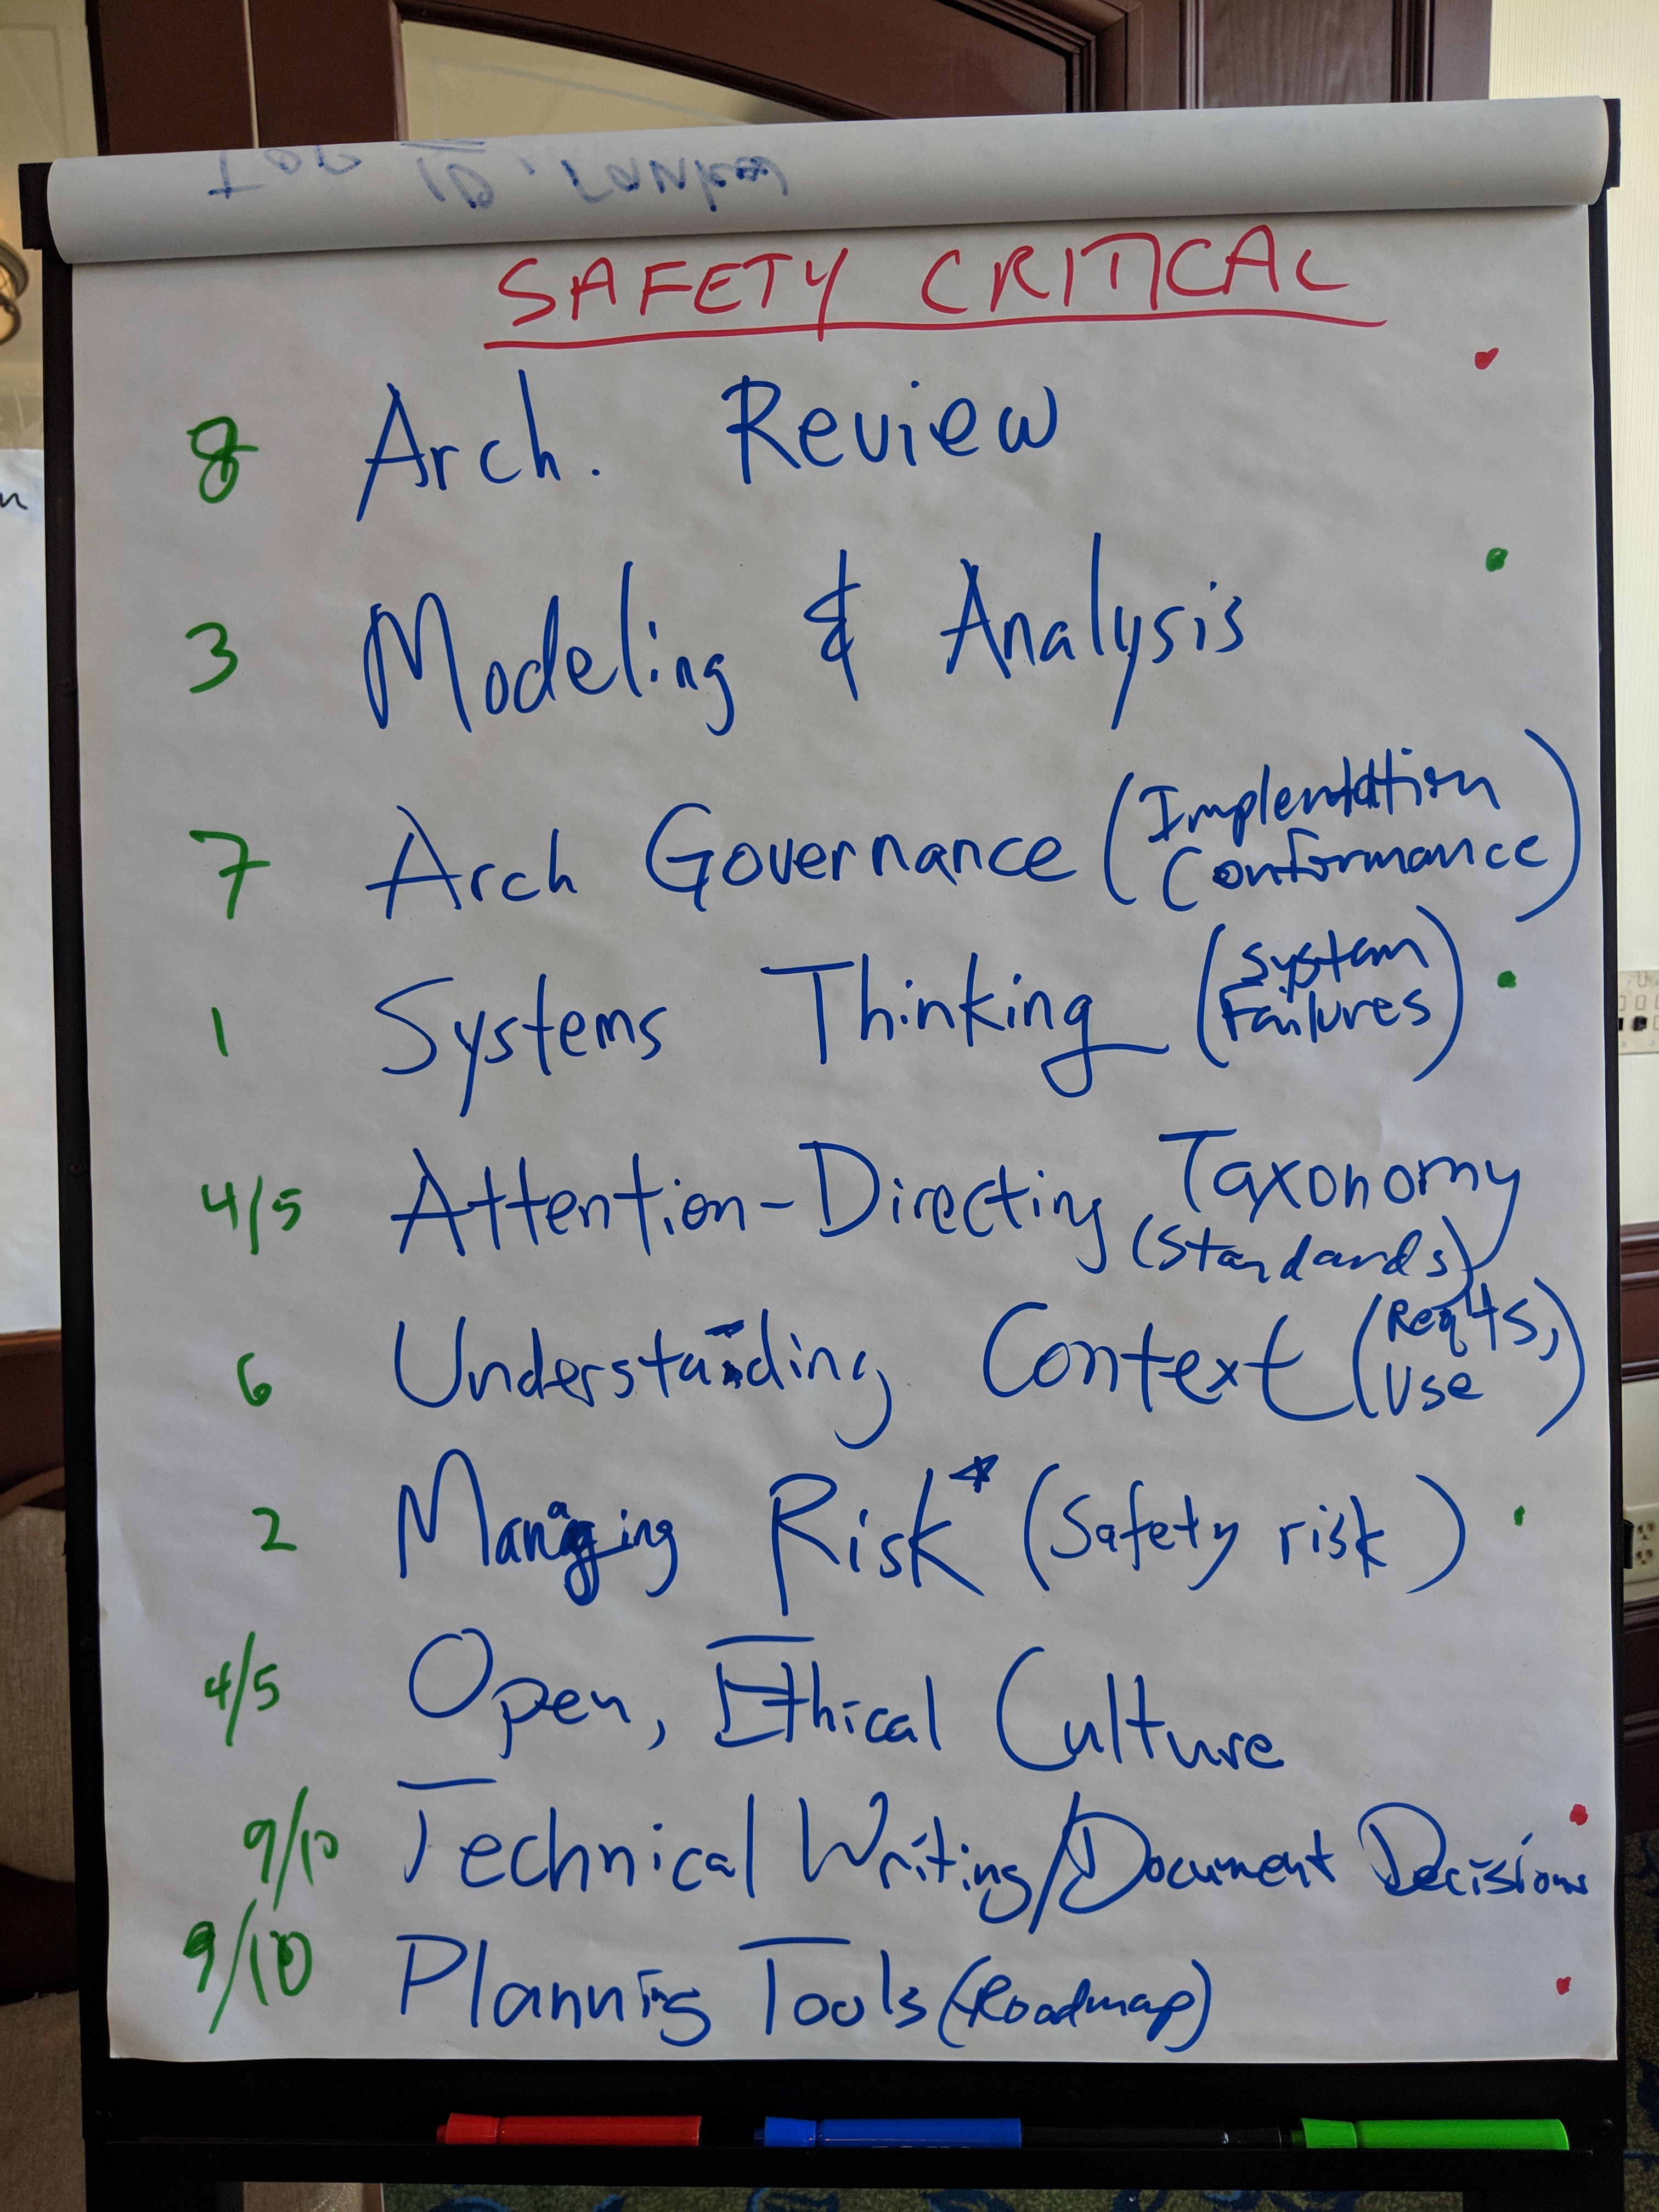 SAFETY CRITICAL
8 Arch. Review
3 Modeling & Analysis
7 Arch Governance (Implentation
Conformance)
1 Systems Thinking (System
Failures)
4/5 Attention-Directing Taxonomy
(Standards)
6 Understanding Context (Req'ts,
Use)
2 Managing Risk* (Safety risk)
4/5 Open, Ethical Culture
9/10 Technical Writing/Document Decisions
9/10 Planning Tools (Roadmap)